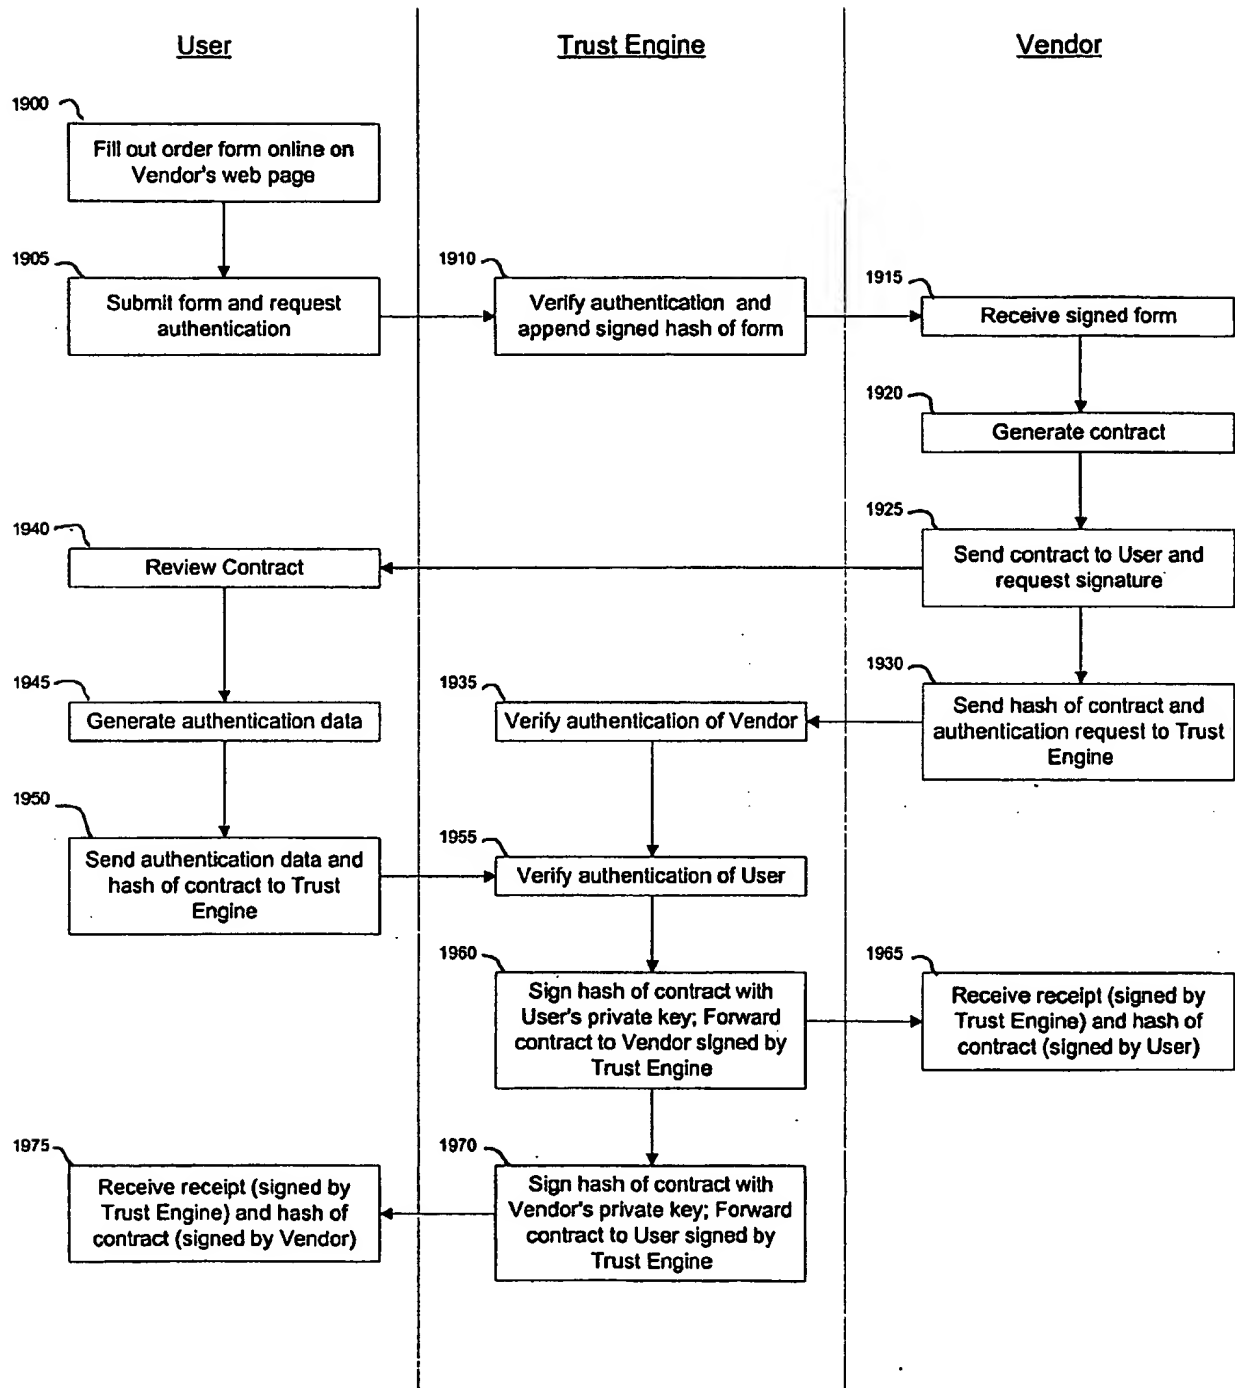 User
Trust Engine
Vendor
1900
Fill out order form online on
Vendor's web page
1905
Submit form and request
authentication
1910
Verify authentication and
append signed hash of form
1915
Receive signed form
1920
Generate contract
1925
Send contract to User and
request signature
1940
Review Contract
1930
Send hash of contract and
authentication request to Trust
Engine
1935
Verify authentication of Vendor
1945
Generate authentication data
1950
Send authentication data and
hash of contract to Trust
Engine
1955
Verify authentication of User
1960
Sign hash of contract with
User's private key; Forward
contract to Vendor signed by
Trust Engine
1965
Receive receipt (signed by
Trust Engine) and hash of
contract (signed by User)
1970
Sign hash of contract with
Vendor's private key; Forward
contract to User signed by
Trust Engine
1975
Receive receipt (signed by
Trust Engine) and hash of
contract (signed by Vendor)